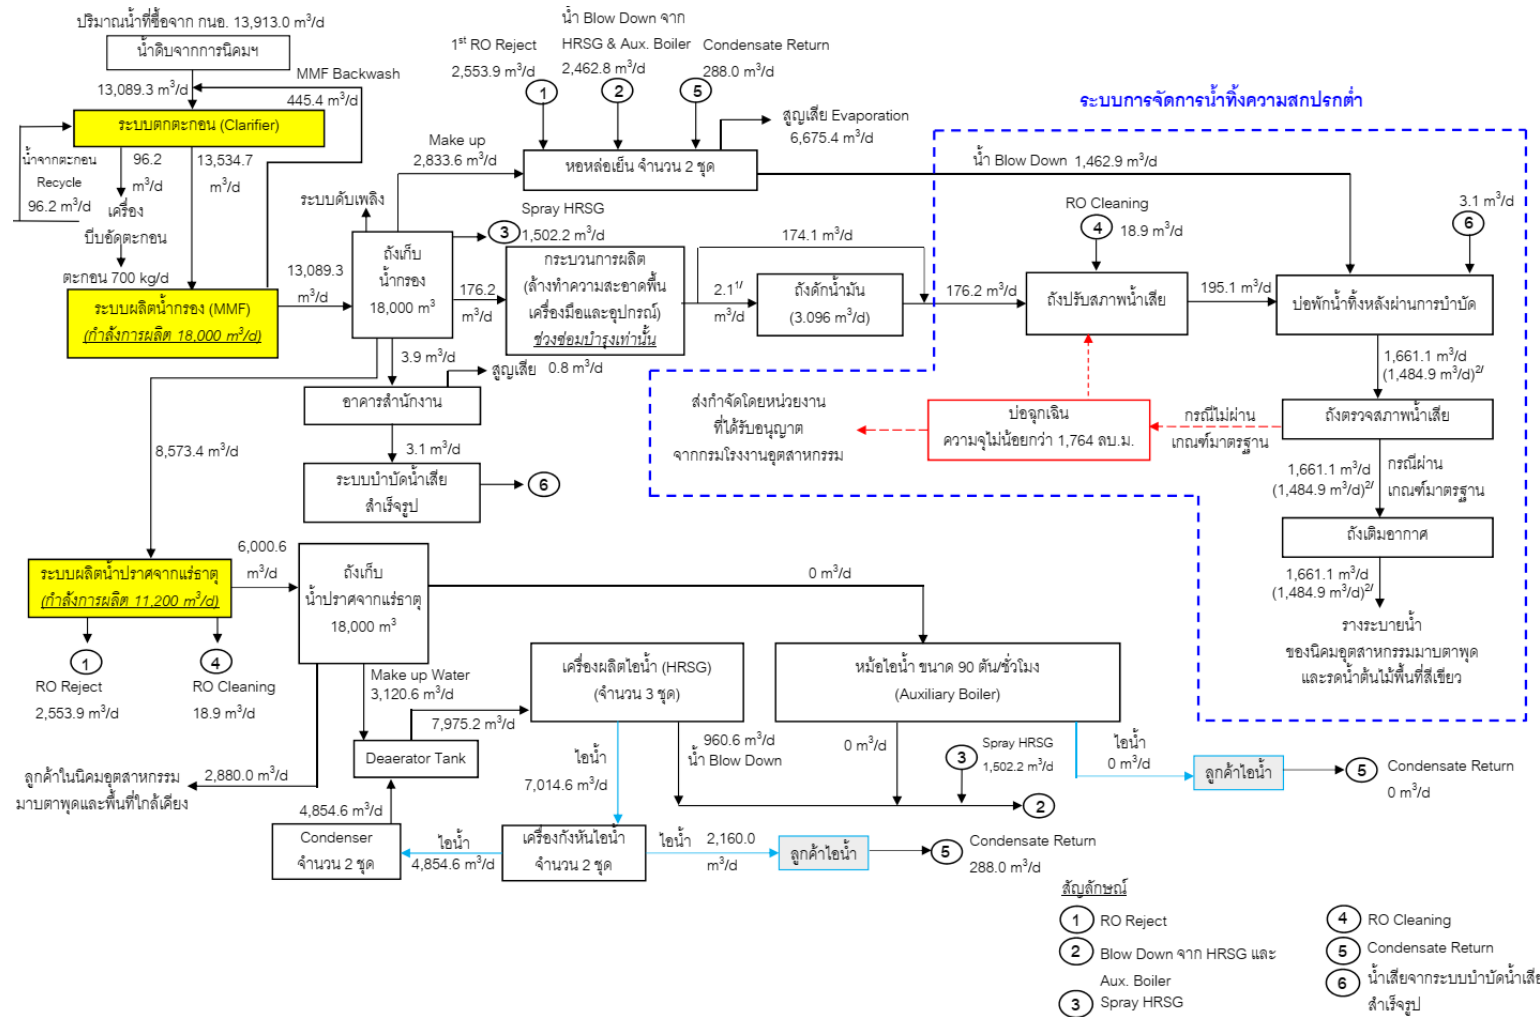 ปริมาณน้ำที่ซื้อจาก กนอ. 13,913.0 m³/d
น้ำดิบจากการนิคมฯ
13,089.3 m³/d
MMF Backwash
445.4 m³/d
ระบบตกตะกอน (Clarifier)
น้ำจากตะกอน
Recycle
96.2 m³/d
96.2
m³/d
เครื่อง
บีบอัดตะกอน
ตะกอน 700 kg/d
13,534.7
m³/d
ระบบผลิตน้ำกรอง (MMF)
(กำลังการผลิต 18,000 m³/d)
13,089.3
m³/d
ระบบดับเพลิง
ถังเก็บ
น้ำกรอง
18,000 m³
Make up
2,833.6 m³/d
1st RO Reject
2,553.9 m³/d
1
น้ำ Blow Down จาก
HRSG & Aux. Boiler
2,462.8 m³/d
2
Condensate Return
288.0 m³/d
5
หอหล่อเย็น จำนวน 2 ชุด
สูญเสีย Evaporation
6,675.4 m³/d
น้ำ Blow Down 1,462.9 m³/d
ระบบการจัดการน้ำทิ้งความสกปรกต่ำ
3
Spray HRSG
1,502.2 m³/d
176.2
m³/d
กระบวนการผลิต
(ล้างทำความสะอาดพื้น
เครื่องมือและอุปกรณ์)
ช่วงซ่อมบำรุงเท่านั้น
174.1 m³/d
2.1 1/
m³/d
ถังดักน้ำมัน
(3.096 m³/d)
176.2 m³/d
RO Cleaning
4
18.9 m³/d
ถังปรับสภาพน้ำเสีย
195.1 m³/d
3.1 m³/d
6
บ่อพักน้ำทิ้งหลังผ่านการบำบัด
1,661.1 m³/d
(1,484.9 m³/d)2/
ถังตรวจสภาพน้ำเสีย
กรณีไม่ผ่าน
เกณฑ์มาตรฐาน
บ่อฉุกเฉิน
ความจุไม่น้อยกว่า 1,764 ลบ.ม.
ส่งกำจัดโดยหน่วยงาน
ที่ได้รับอนุญาต
จากกรมโรงงานอุตสาหกรรม
1,661.1 m³/d
(1,484.9 m³/d)2/
กรณีผ่าน
เกณฑ์มาตรฐาน
ถังเติมอากาศ
1,661.1 m³/d
(1,484.9 m³/d)2/
รางระบายน้ำ
ของนิคมอุตสาหกรรมมาบตาพุด
และรดน้ำต้นไม้พื้นที่สีเขียว
3.9 m³/d
สูญเสีย 0.8 m³/d
อาคารสำนักงาน
3.1 m³/d
ระบบบำบัดน้ำเสีย
สำเร็จรูป
6
8,573.4 m³/d
ระบบผลิตน้ำปราศจากแร่ธาตุ
(กำลังการผลิต 11,200 m³/d)
6,000.6
m³/d
1
RO Reject
2,553.9 m³/d
4
RO Cleaning
18.9 m³/d
ถังเก็บ
น้ำปราศจากแร่ธาตุ
18,000 m³
0 m³/d
Make up Water
3,120.6 m³/d
2,880.0 m³/d
ลูกค้าในนิคมอุตสาหกรรม
มาบตาพุดและพื้นที่ใกล้เคียง
7,975.2 m³/d
Deaerator Tank
4,854.6 m³/d
Condenser
จำนวน 2 ชุด
ไอน้ำ
4,854.6 m³/d
เครื่องผลิตไอน้ำ (HRSG)
(จำนวน 3 ชุด)
ไอน้ำ
7,014.6 m³/d
960.6 m³/d
น้ำ Blow Down
เครื่องกังหันไอน้ำ
จำนวน 2 ชุด
ไอน้ำ 2,160.0
m³/d
ลูกค้าไอน้ำ
5
Condensate Return
288.0 m³/d
หม้อไอน้ำ ขนาด 90 ตัน/ชั่วโมง
(Auxiliary Boiler)
0 m³/d
3
Spray HRSG
1,502.2 m³/d
2
ไอน้ำ
0 m³/d
ลูกค้าไอน้ำ
5
Condensate Return
0 m³/d
สัญลักษณ์
1 RO Reject
2 Blow Down จาก HRSG และ
Aux. Boiler
3 Spray HRSG
4 RO Cleaning
5 Condensate Return
6 น้ำเสียจากระบบบำบัดน้ำเสีย
สำเร็จรูป